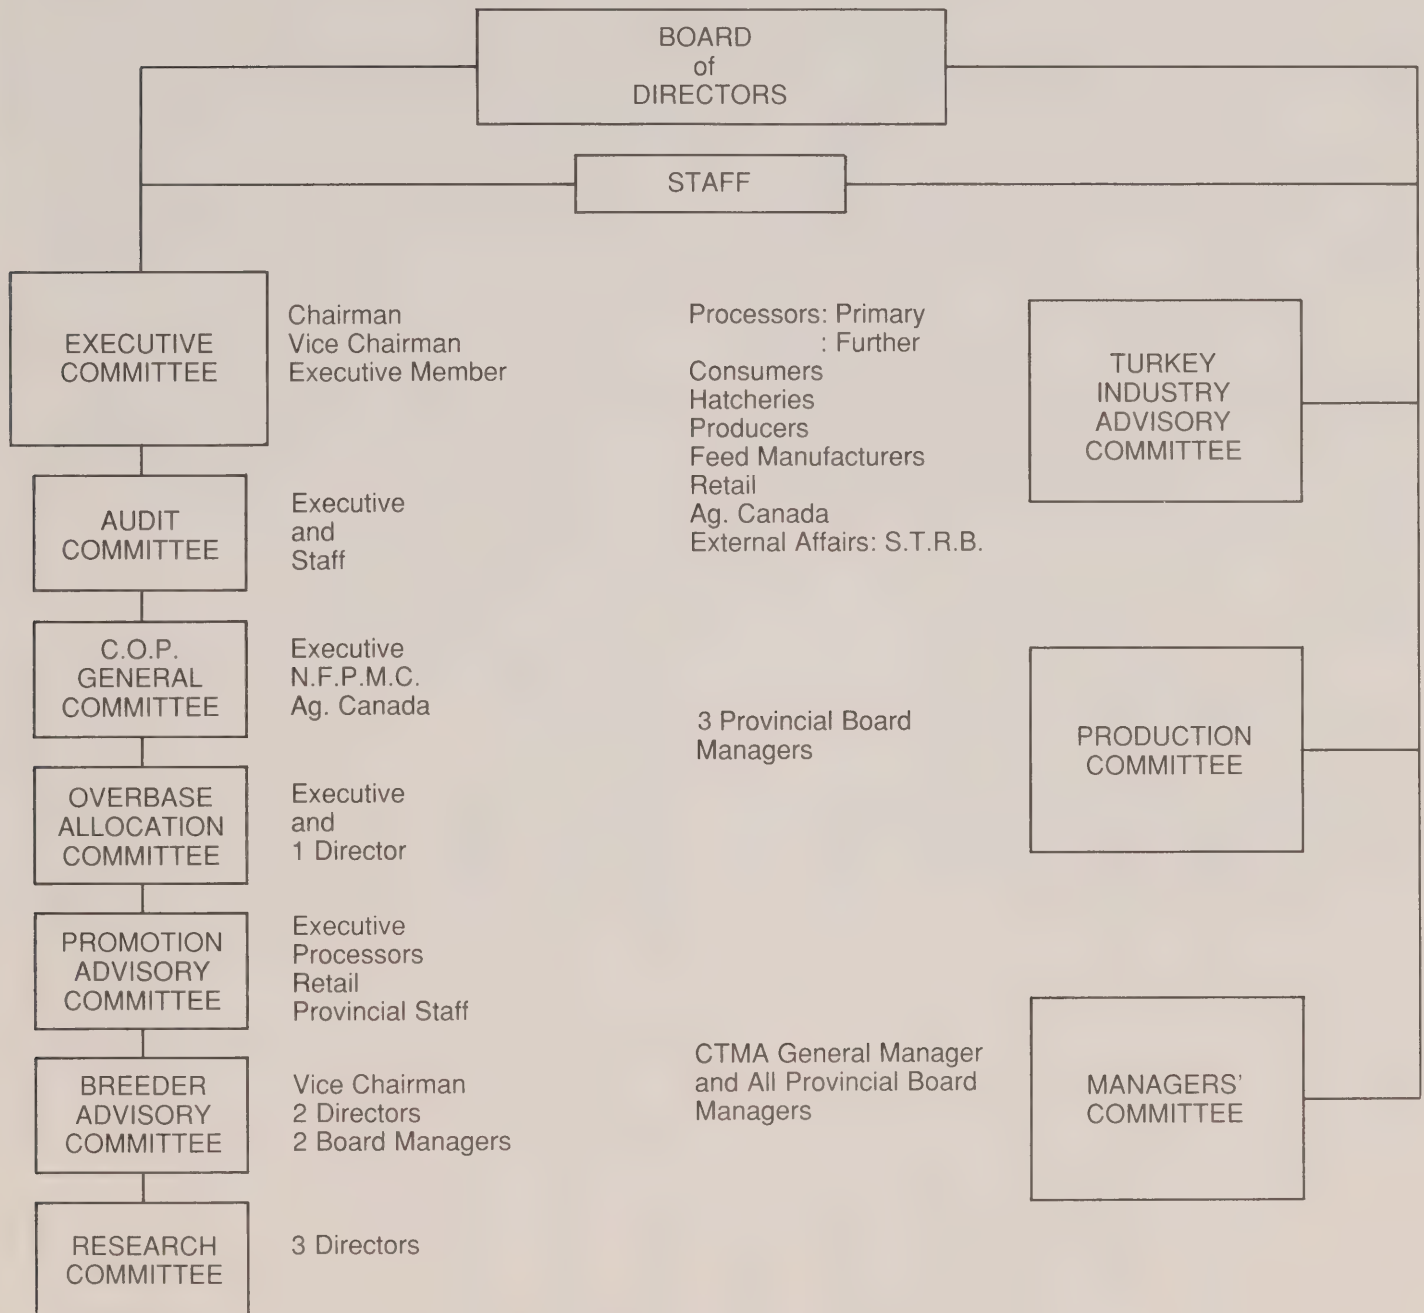 BOARD
of
DIRECTORS
STAFF
EXECUTIVE
COMMITTEE
Chairman
Vice Chairman
Executive Member
AUDIT
COMMITTEE
Executive
and
Staff
C.O.P.
GENERAL
COMMITTEE
Executive
N.F.P.M.C.
Ag. Canada
OVERBASE
ALLOCATION
COMMITTEE
Executive
and
1 Director
PROMOTION
ADVISORY
COMMITTEE
Executive
Processors
Retail
Provincial Staff
BREEDER
ADVISORY
COMMITTEE
Vice Chairman
2 Directors
2 Board Managers
RESEARCH
COMMITTEE
3 Directors
Processors: Primary
: Further
Consumers
Hatcheries
Producers
Feed Manufacturers
Retail
Ag. Canada
External Affairs: S.T.R.B.
TURKEY
INDUSTRY
ADVISORY
COMMITTEE
3 Provincial Board
Managers
PRODUCTION
COMMITTEE
CTMA General Manager
and All Provincial Board
Managers
MANAGERS'
COMMITTEE